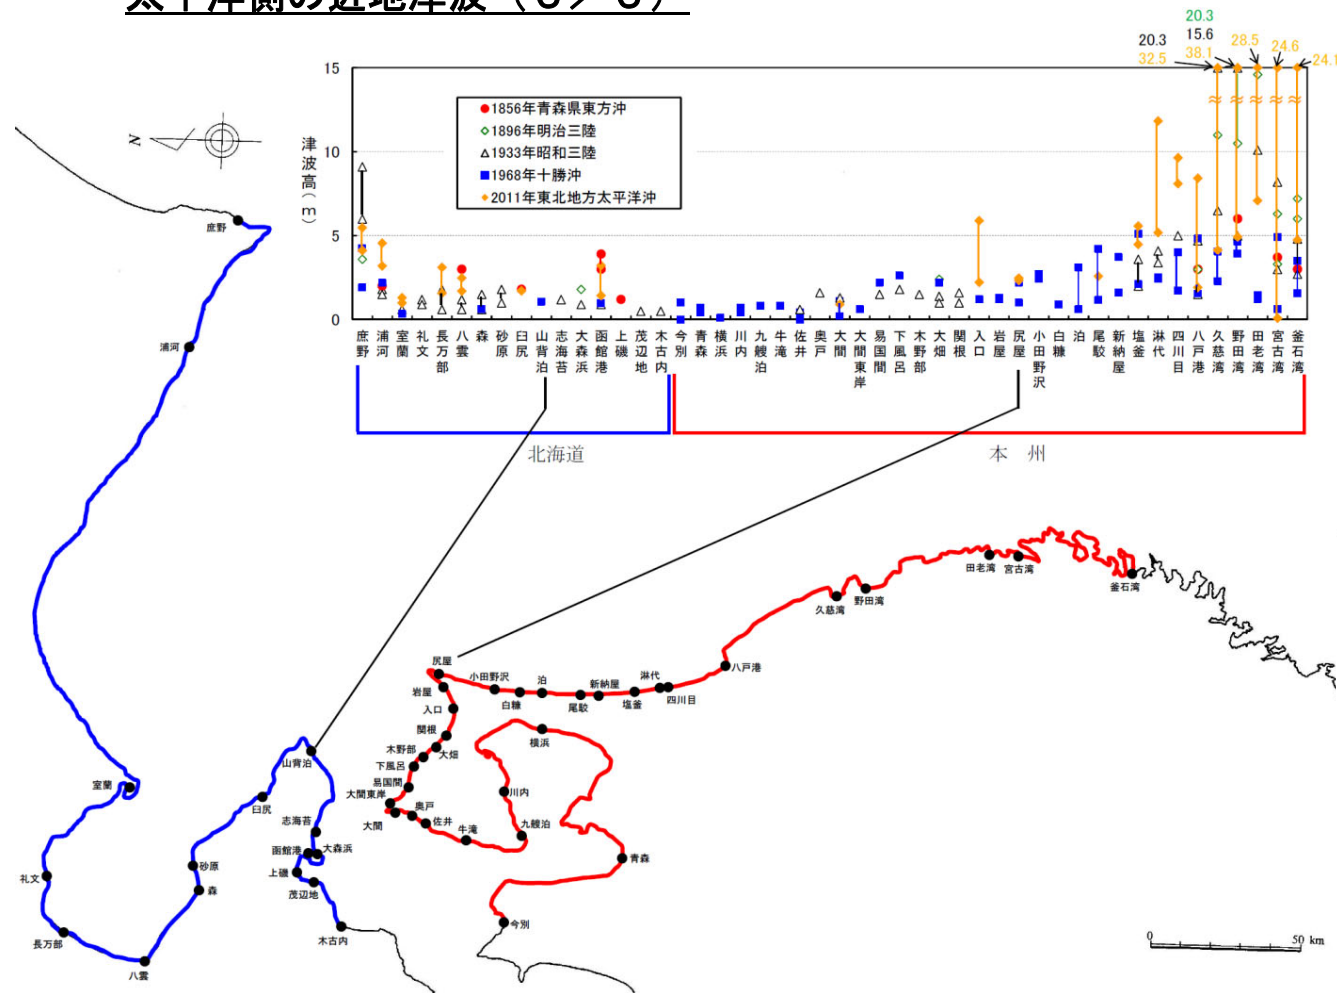 太平洋側の近地津波(3/6)
20.3
20.3
15.6
32.5
38.1
28.5
24.6
24.1
津波高(m)
15
10
5
0
1856年青森県東方沖
1896年明治三陸
1933年昭和三陸
1968年十勝沖
2011年東北地方太平洋沖
庶野
浦河
室蘭
礼文
長万部
八雲
森
砂原
臼尻
山背泊
志海苔
大森浜
函館港
上磯
茂辺地
木古内
今別
青森
横浜
川内
九艘泊
牛滝
佐井
奥戸
大間
大間東岸
易国間
下風呂
木野部
大畑
関根
入口
岩屋
尻屋
小田野沢
白糠
泊
尾駮
新納屋
塩釜
淋代
四川目
八戸港
久慈湾
野田湾
田老湾
宮古湾
釜石湾
北海道
本 州
N
庶野
浦河
室蘭
礼文
長万部
八雲
森
砂原
臼尻
山背泊
志海苔
函館港
大森浜
上磯
茂辺地
木古内
尻屋
岩屋
入口
関根
大畑
木野部
下風呂
易国間
大間東岸
大間
奥戸
佐井
牛滝
九艘泊
川内
横浜
青森
今別
小田野沢
白糠
泊
尾駮
新納屋
塩釜
淋代
四川目
八戸港
久慈湾
野田湾
田老湾
宮古湾
釜石湾
0
50 km